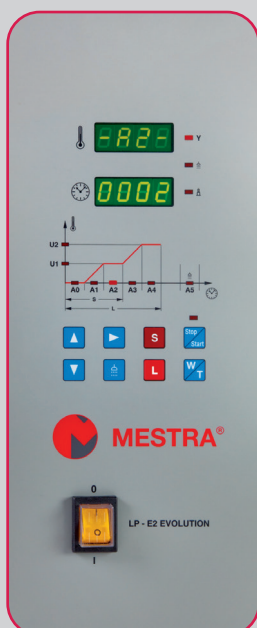 -A2-
Y
0002
U2
U1
A0 A1 A2 A3 A4 A5
S
L
S
Stop Start
L
W T
MESTRA®
0
LP - E2 EVOLUTION
I